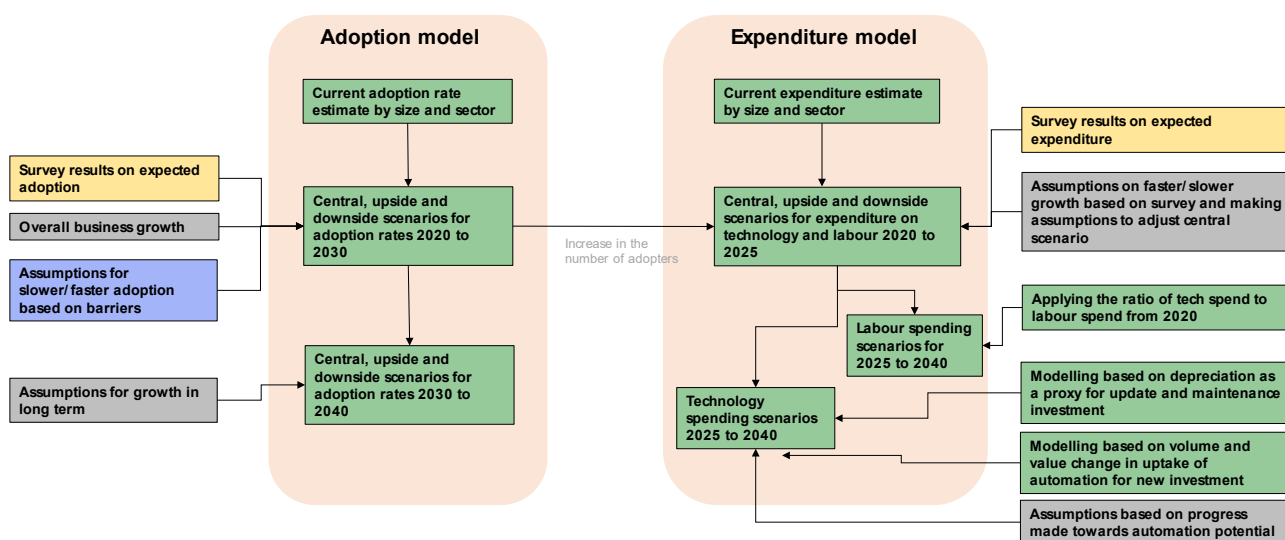 Adoption model
Expenditure model
Current adoption rate
estimate by size and sector
Current expenditure estimate
by size and sector
Survey results on expected
adoption
Overall business growth
Assumptions for
slower/ faster adoption
based on barriers
Central, upside and
downside scenarios for
adoption rates 2020 to
2030
Increase in the
number of adopters
Central, upside and downside
scenarios for expenditure on
technology and labour 2020 to
2025
Survey results on expected
expenditure
Assumptions on faster/ slower
growth based on survey and making
assumptions to adjust central
scenario
Assumptions for growth in
long term
Central, upside and
downside scenarios for
adoption rates 2030 to
2040
Labour spending
scenarios for
2025 to 2040
Applying the ratio of tech spend to
labour spend from 2020
Technology
spending scenarios
2025 to 2040
Modelling based on depreciation as
a proxy for update and maintenance
investment
Modelling based on volume and
value change in uptake of
automation for new investment
Assumptions based on progress
made towards automation potential